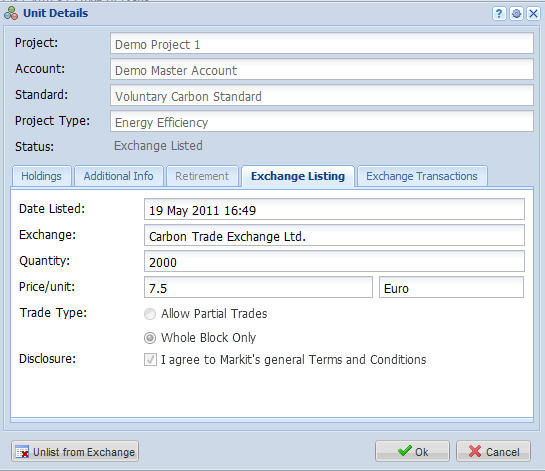 Unit Details
Project: Demo Project 1
Account: Demo Master Account
Standard: Voluntary Carbon Standard
Project Type: Energy Efficiency
Status: Exchange Listed
Holdings Additional Info Retirement Exchange Listing Exchange Transactions
Date Listed: 19 May 2011 16:49
Exchange: Carbon Trade Exchange Ltd.
Quantity: 2000
Price/unit: 7.5 Euro
Trade Type: Allow Partial Trades
Whole Block Only
Disclosure: I agree to Markit's general Terms and Conditions
Unlist from Exchange Ok Cancel